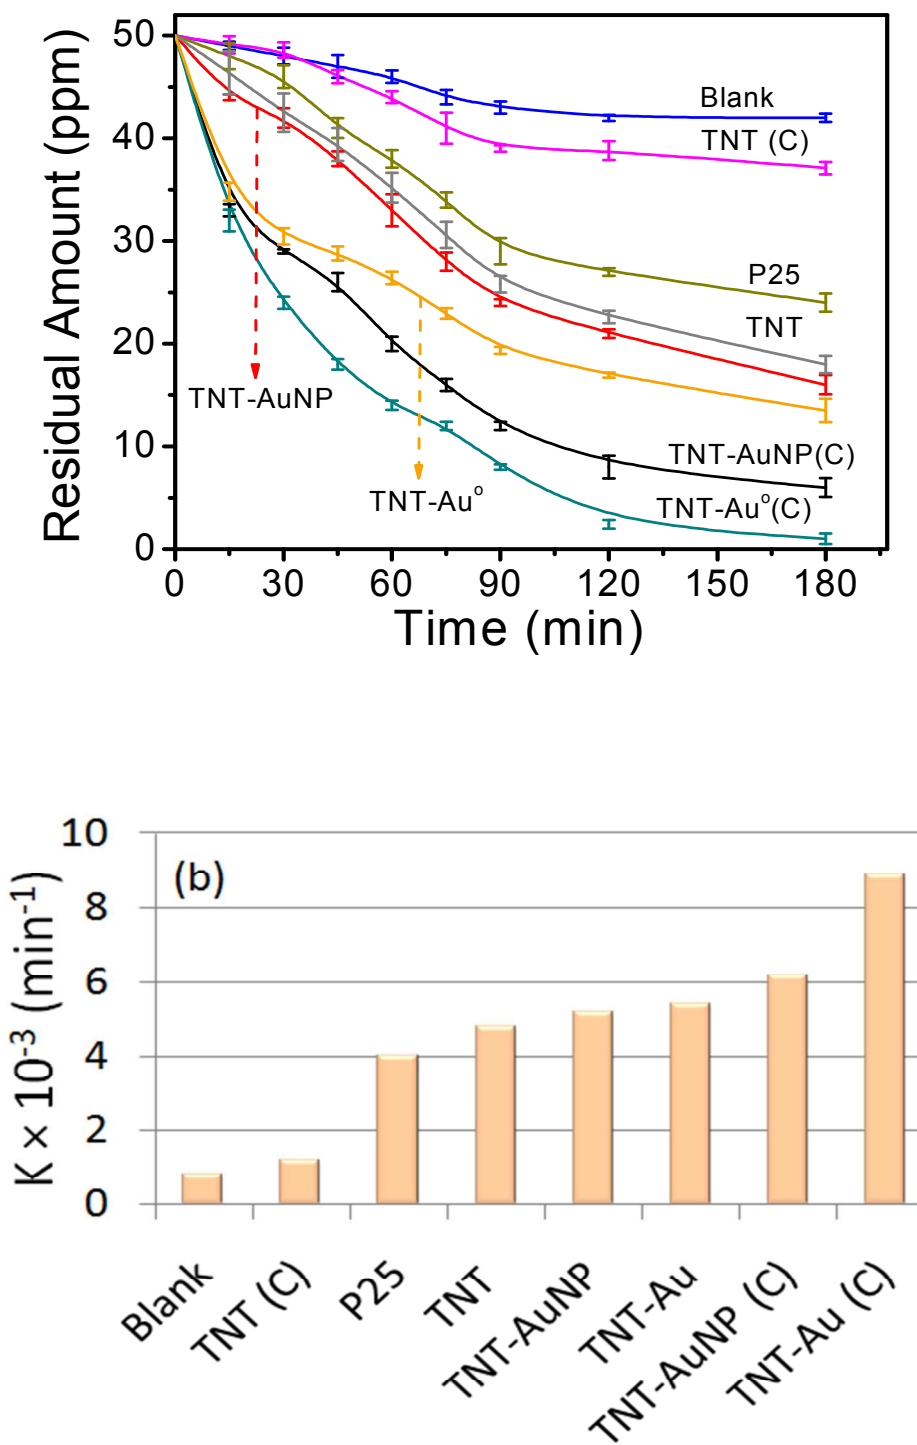 Residual Amount (ppm)
50
40
30
20
10
0
Blank
TNT (C)
P25
TNT
TNT-AuNP
TNT-AuNP(C)
TNT-Au°
TNT-Au°(C)
0 30 60 90 120 150 180
Time (min)
K × 10⁻³ (min⁻¹)
10
8
6
4
2
0
(b)
Blank
TNT (C)
P25
TNT
TNT-AuNP
TNT-Au
TNT-AuNP (C)
TNT-Au (C)